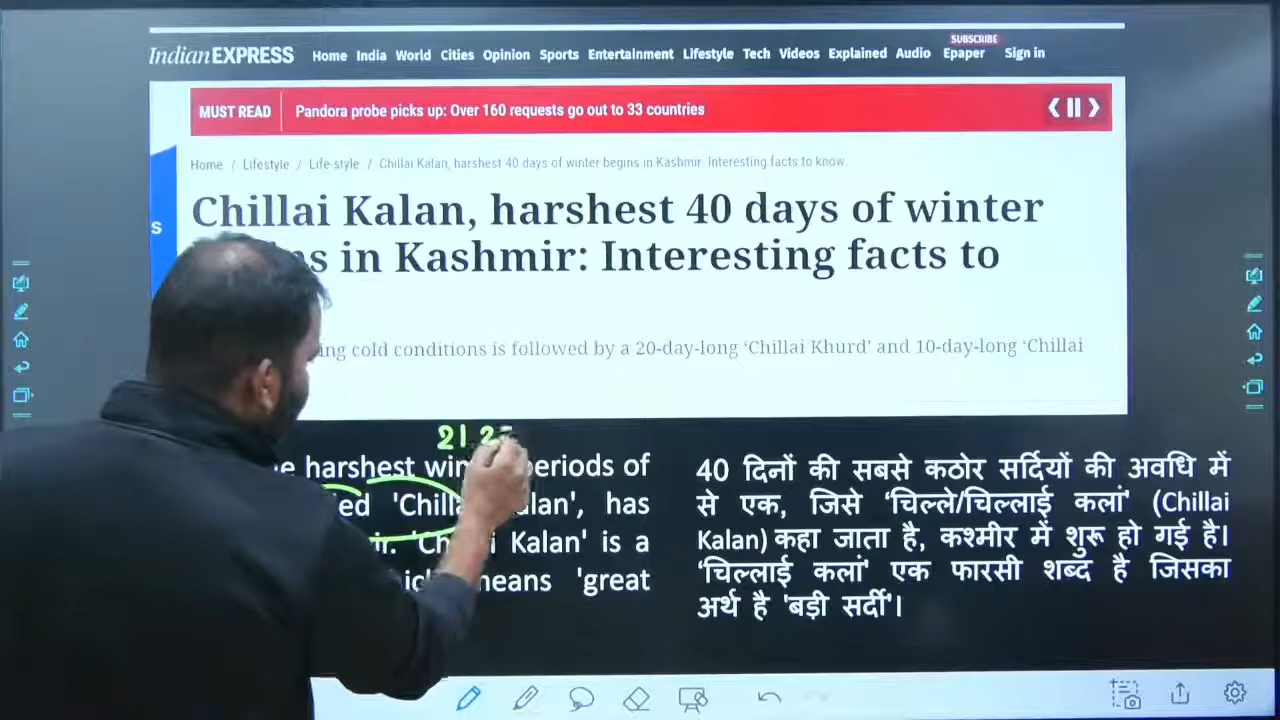 Indian EXPRESS Home India World Cities Opinion Sports Entertainment Lifestyle Tech Videos Explained Audio Epaper Sign in
SUBSCRIBE
MUST READ Pandora probe picks up: Over 160 requests go out to 33 countries
Home / Lifestyle / Life-style / Chillai Kalan, harshest 40 days of winter begins in Kashmir: Interesting facts to know.
S
Chillai Kalan, harshest 40 days of winter
in Kashmir: Interesting facts to
cold conditions is followed by a 20-day-long ‘Chillai Khurd’ and 10-day-long ‘Chillai
21
harshest periods of
has
Kalan' is a
means 'great
40 दिनों की सबसे कठोर सर्दियों की अवधि में
से एक, जिसे ‘चिल्ले/चिल्लाई कलां' (Chillai
Kalan) कहा जाता है, कश्मीर में शुरू हो गई है।
‘चिल्लाई कलां' एक फारसी शब्द है जिसका
अर्थ है 'बड़ी सर्दी'।